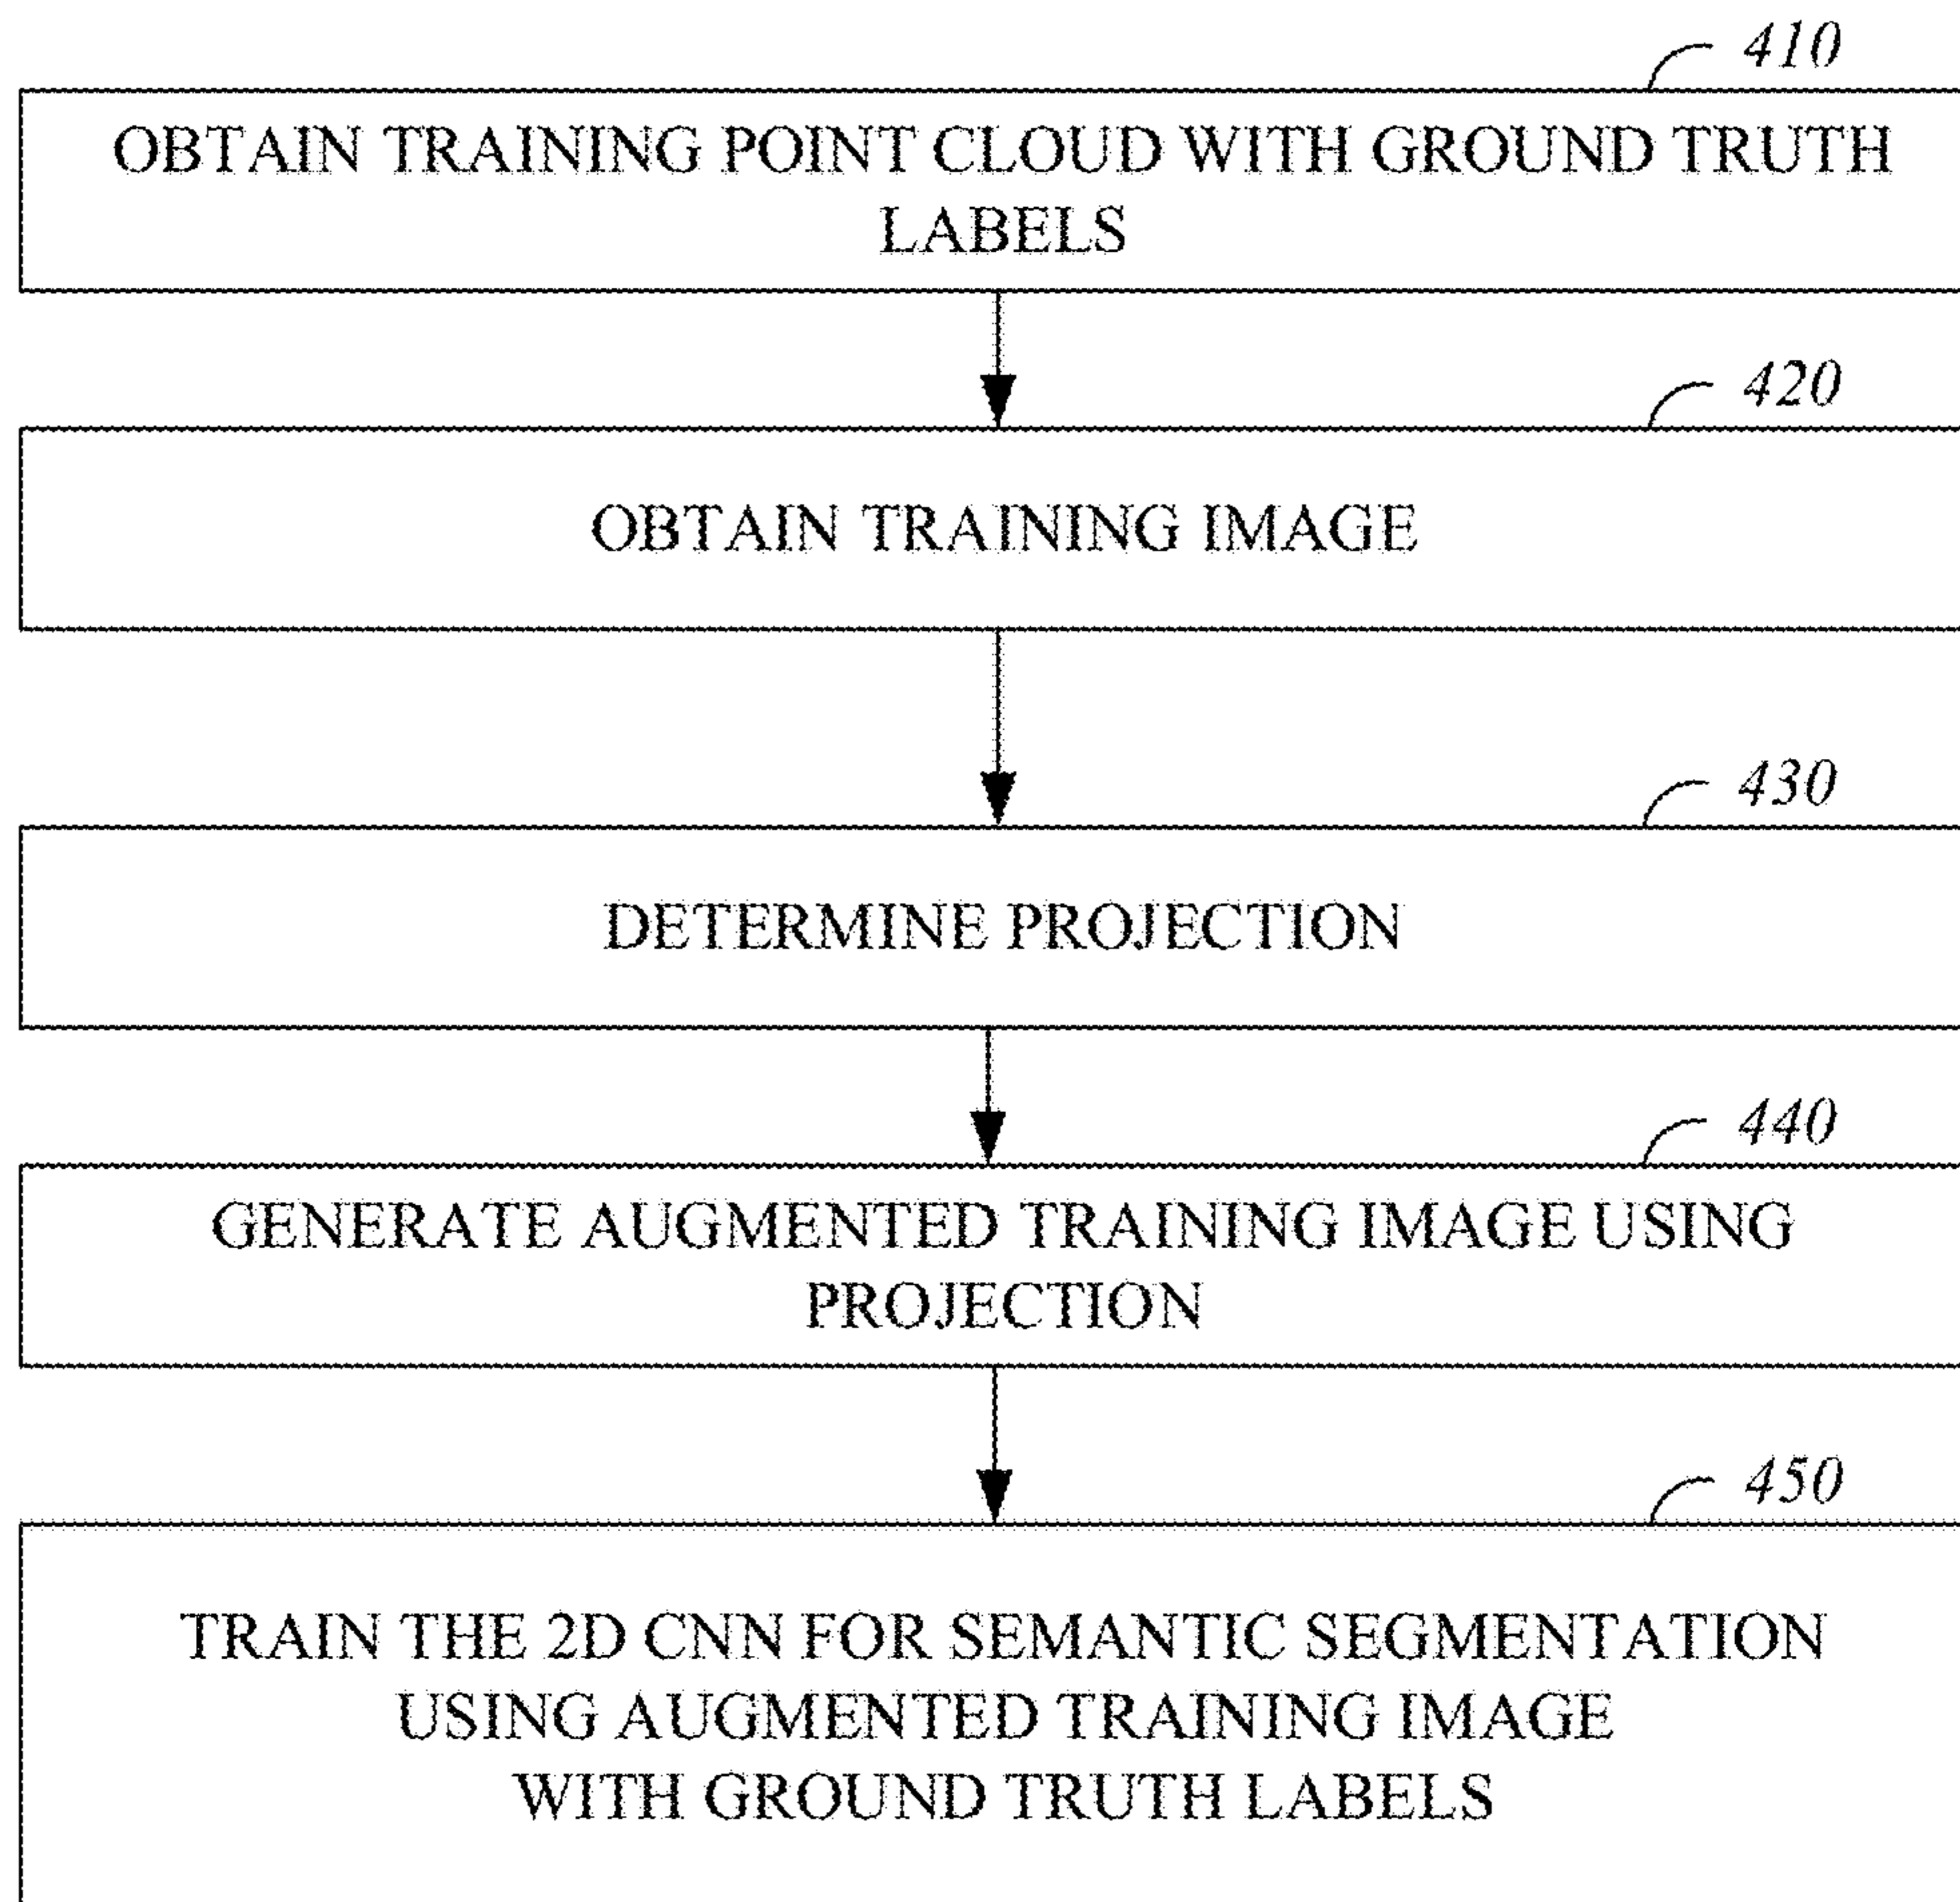 410
OBTAIN TRAINING POINT CLOUD WITH GROUND TRUTH
LABELS
420
OBTAIN TRAINING IMAGE
430
DETERMINE PROJECTION
440
GENERATE AUGMENTED TRAINING IMAGE USING
PROJECTION
450
TRAIN THE 2D CNN FOR SEMANTIC SEGMENTATION
USING AUGMENTED TRAINING IMAGE
WITH GROUND TRUTH LABELS